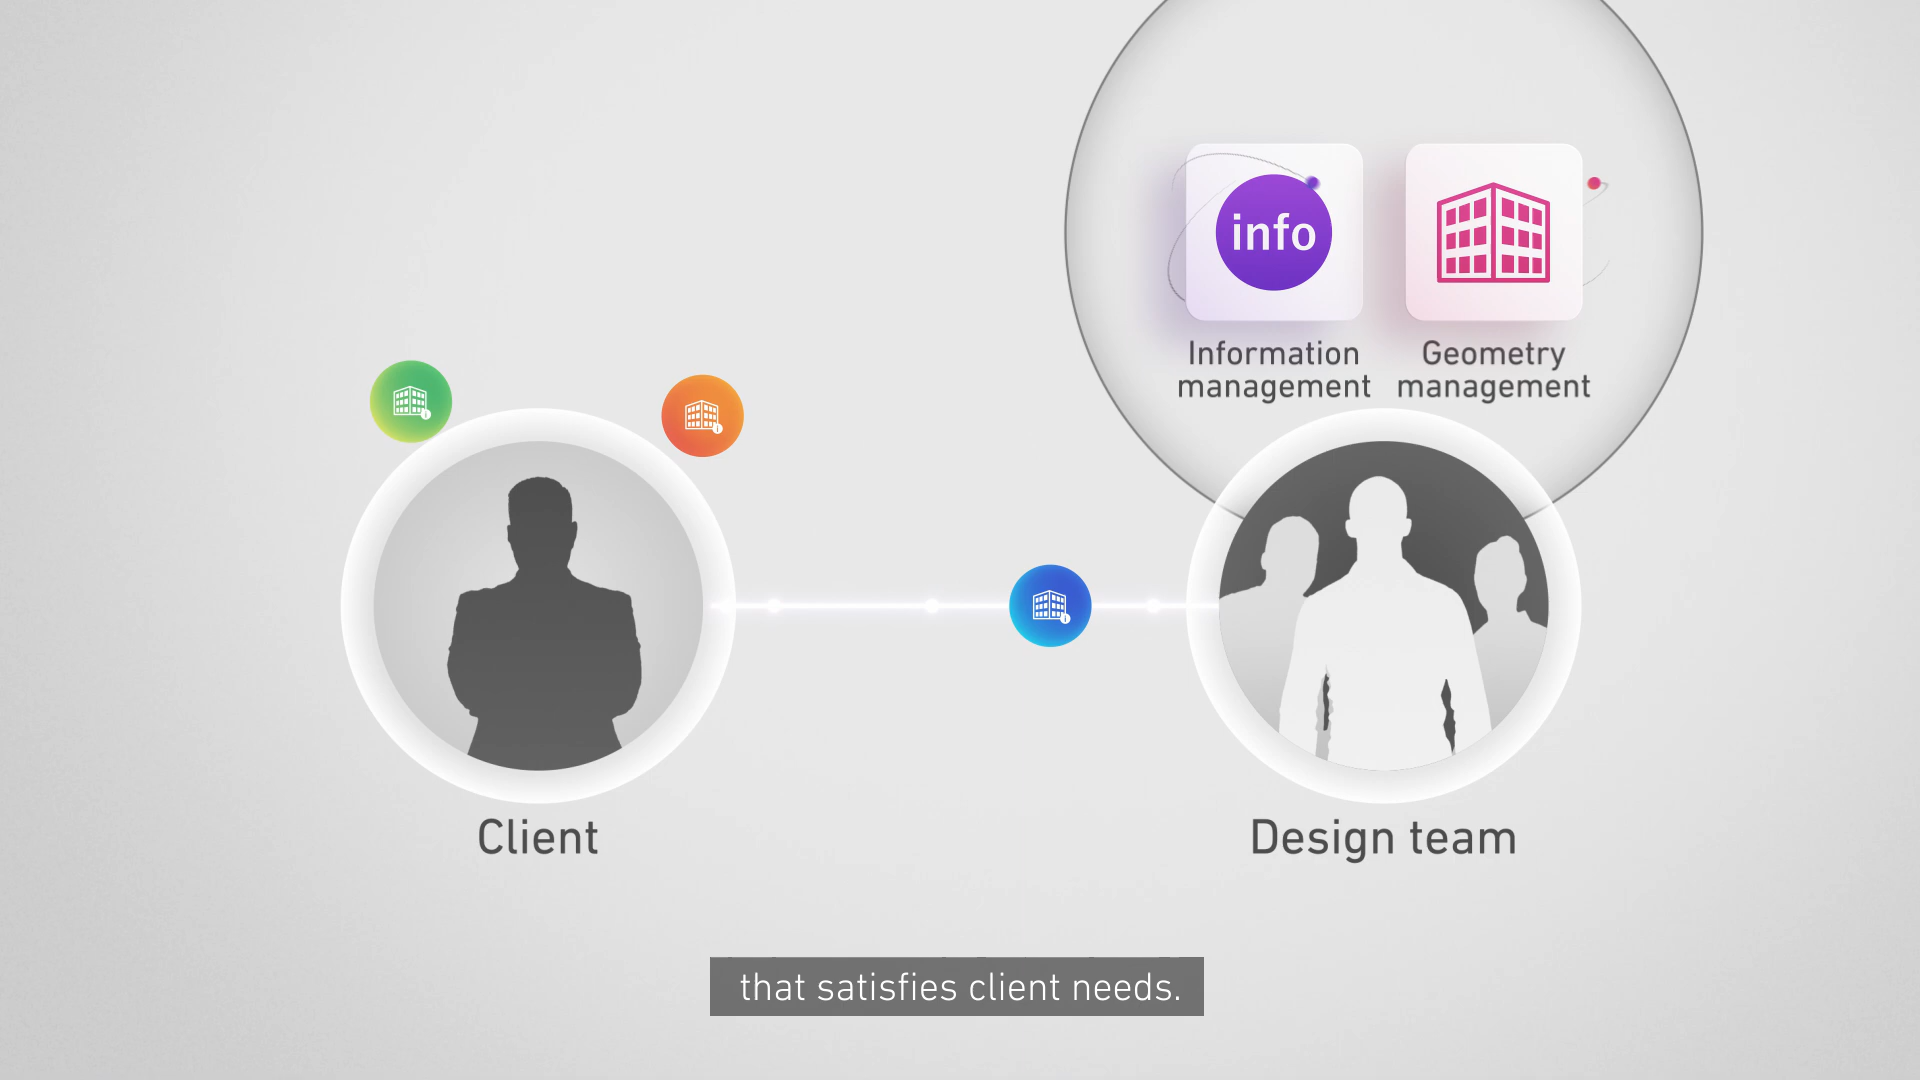 info
Information
management
Geometry
management
Client
Design team
that satisfies client needs.